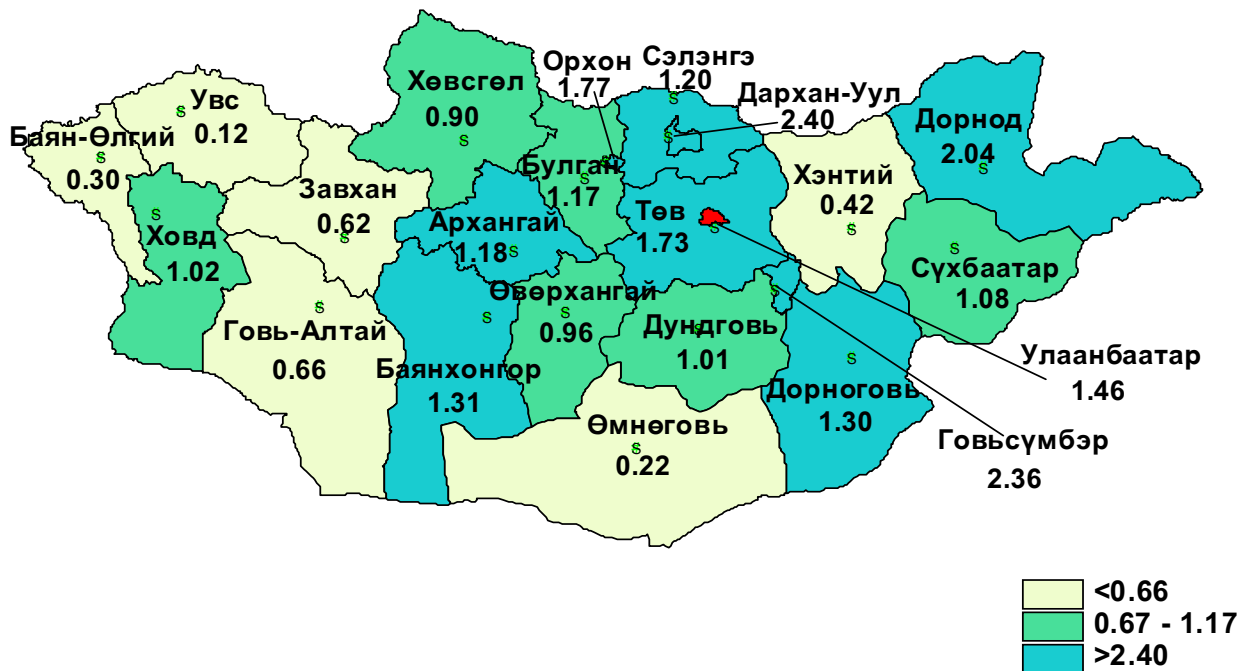 Орхон
1.77
Сэлэнгэ
1.20
Хөвсгөл
0.90
Дархан-Уул
2.40
Увс
0.12
Дорнод
2.04
Баян-Өлгий
0.30
Булган
1.17
Хэнтий
0.42
Завхан
0.62
Төв
1.73
Архангай
1.18
Ховд
1.02
Сүхбаатар
1.08
Өвөрхангай
0.96
Говь-Алтай
0.66
Дундговь
1.01
Улаанбаатар
1.46
Баянхонгор
1.31
Дорноговь
1.30
Өмнөговь
0.22
Говьсүмбэр
2.36
<0.66
0.67 - 1.17
>2.40